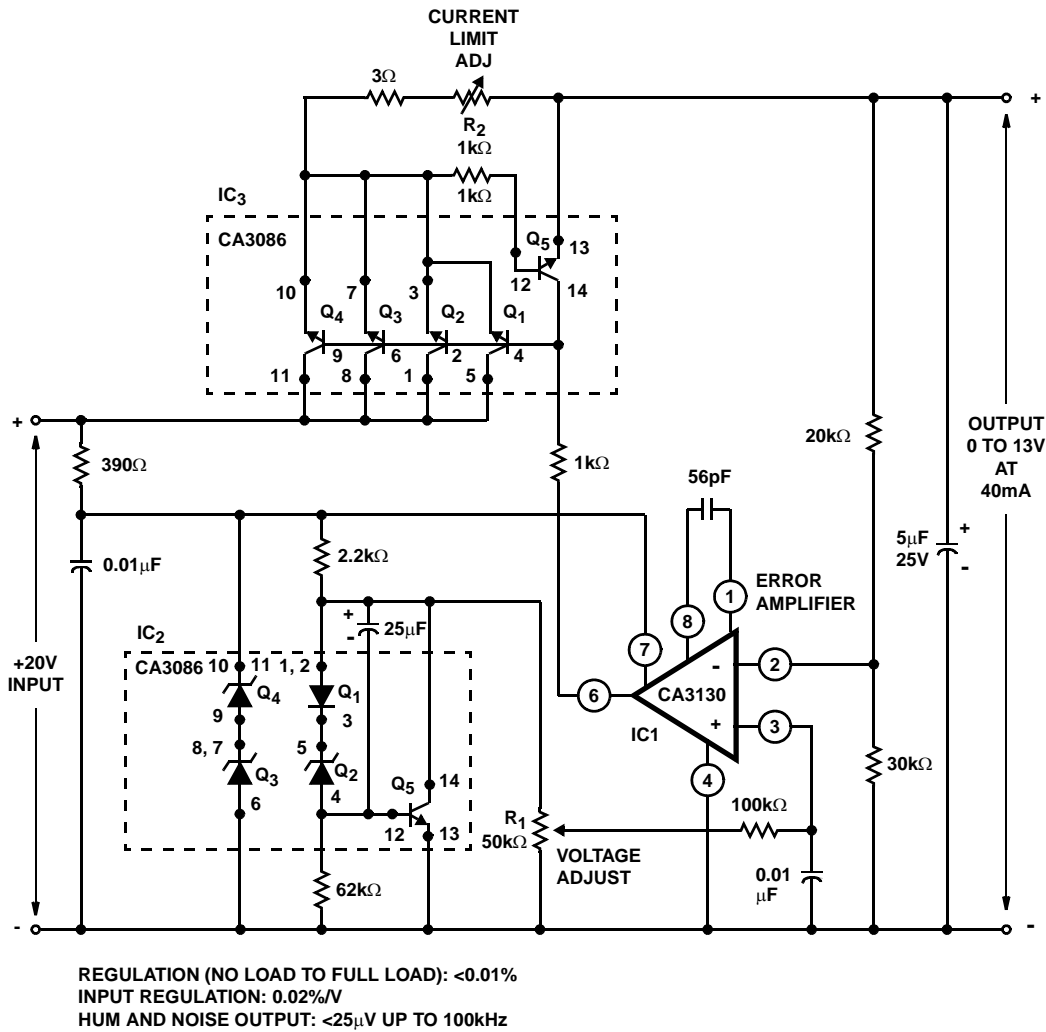 CURRENT
LIMIT
ADJ
3Ω
R2
1kΩ
+
1kΩ
IC3
CA3086
Q5
13
12
14
10
7
3
Q4
Q3
Q2
Q1
9
6
2
4
11
8
1
5
+
390Ω
1kΩ
20kΩ
OUTPUT
0 TO 13V
AT
40mA
56pF
0.01μF
2.2kΩ
5μF
25V
+
-
ERROR
AMPLIFIER
1
8
7
+
-
25μF
IC2
CA3086
+20V
INPUT
10
11
1, 2
Q4
Q1
9
3
8, 7
5
Q3
Q2
6
4
Q5
14
12
13
-
2
CA3130
6
IC1
+
3
4
30kΩ
R1
50kΩ
100kΩ
VOLTAGE
ADJUST
0.01
μF
62kΩ
-
-
REGULATION (NO LOAD TO FULL LOAD): <0.01%
INPUT REGULATION: 0.02%/V
HUM AND NOISE OUTPUT: <25μV UP TO 100kHz